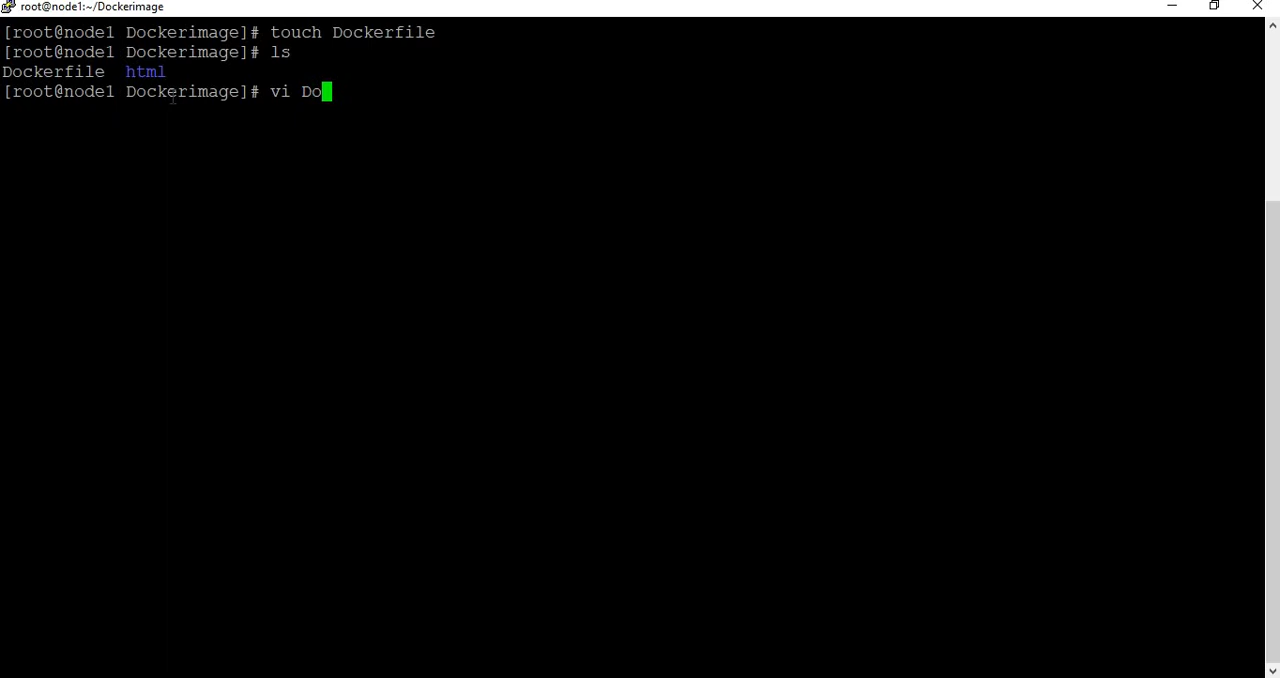 root@node1:~/Dockerimage
[root@node1 Dockerimage]# touch Dockerfile
[root@node1 Dockerimage]# ls
Dockerfile  html
[root@node1 Dockerimage]# vi Do